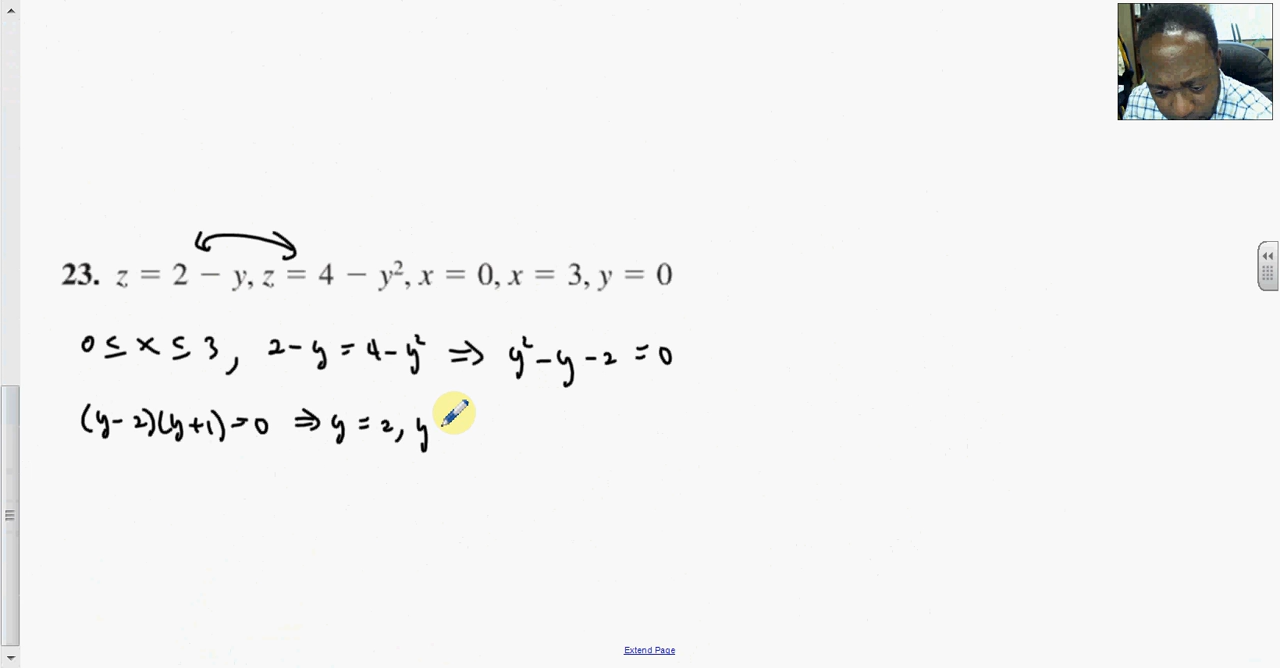 23. z = 2 − y, z = 4 − y², x = 0, x = 3, y = 0
0 ≤ x ≤ 3, 2 - y = 4 - y² ⇒ y² - y - 2 = 0
(y - 2)(y + 1) = 0 ⇒ y = 2, y
Extend Page